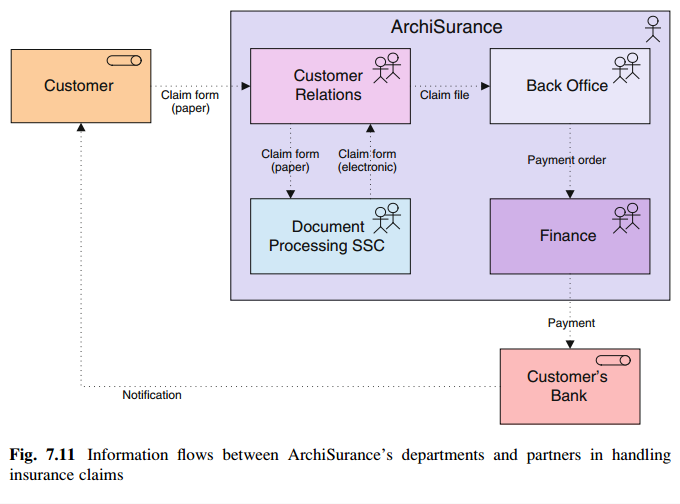 ArchiSurance
Customer
Claim form
(paper)
Customer
Relations
Claim file
Back Office
Claim form
(paper)
Claim form
(electronic)
Payment order
Document
Processing SSC
Finance
Payment
Customer's
Bank
Notification
Fig. 7.11 Information flows between ArchiSurance's departments and partners in handling
insurance claims